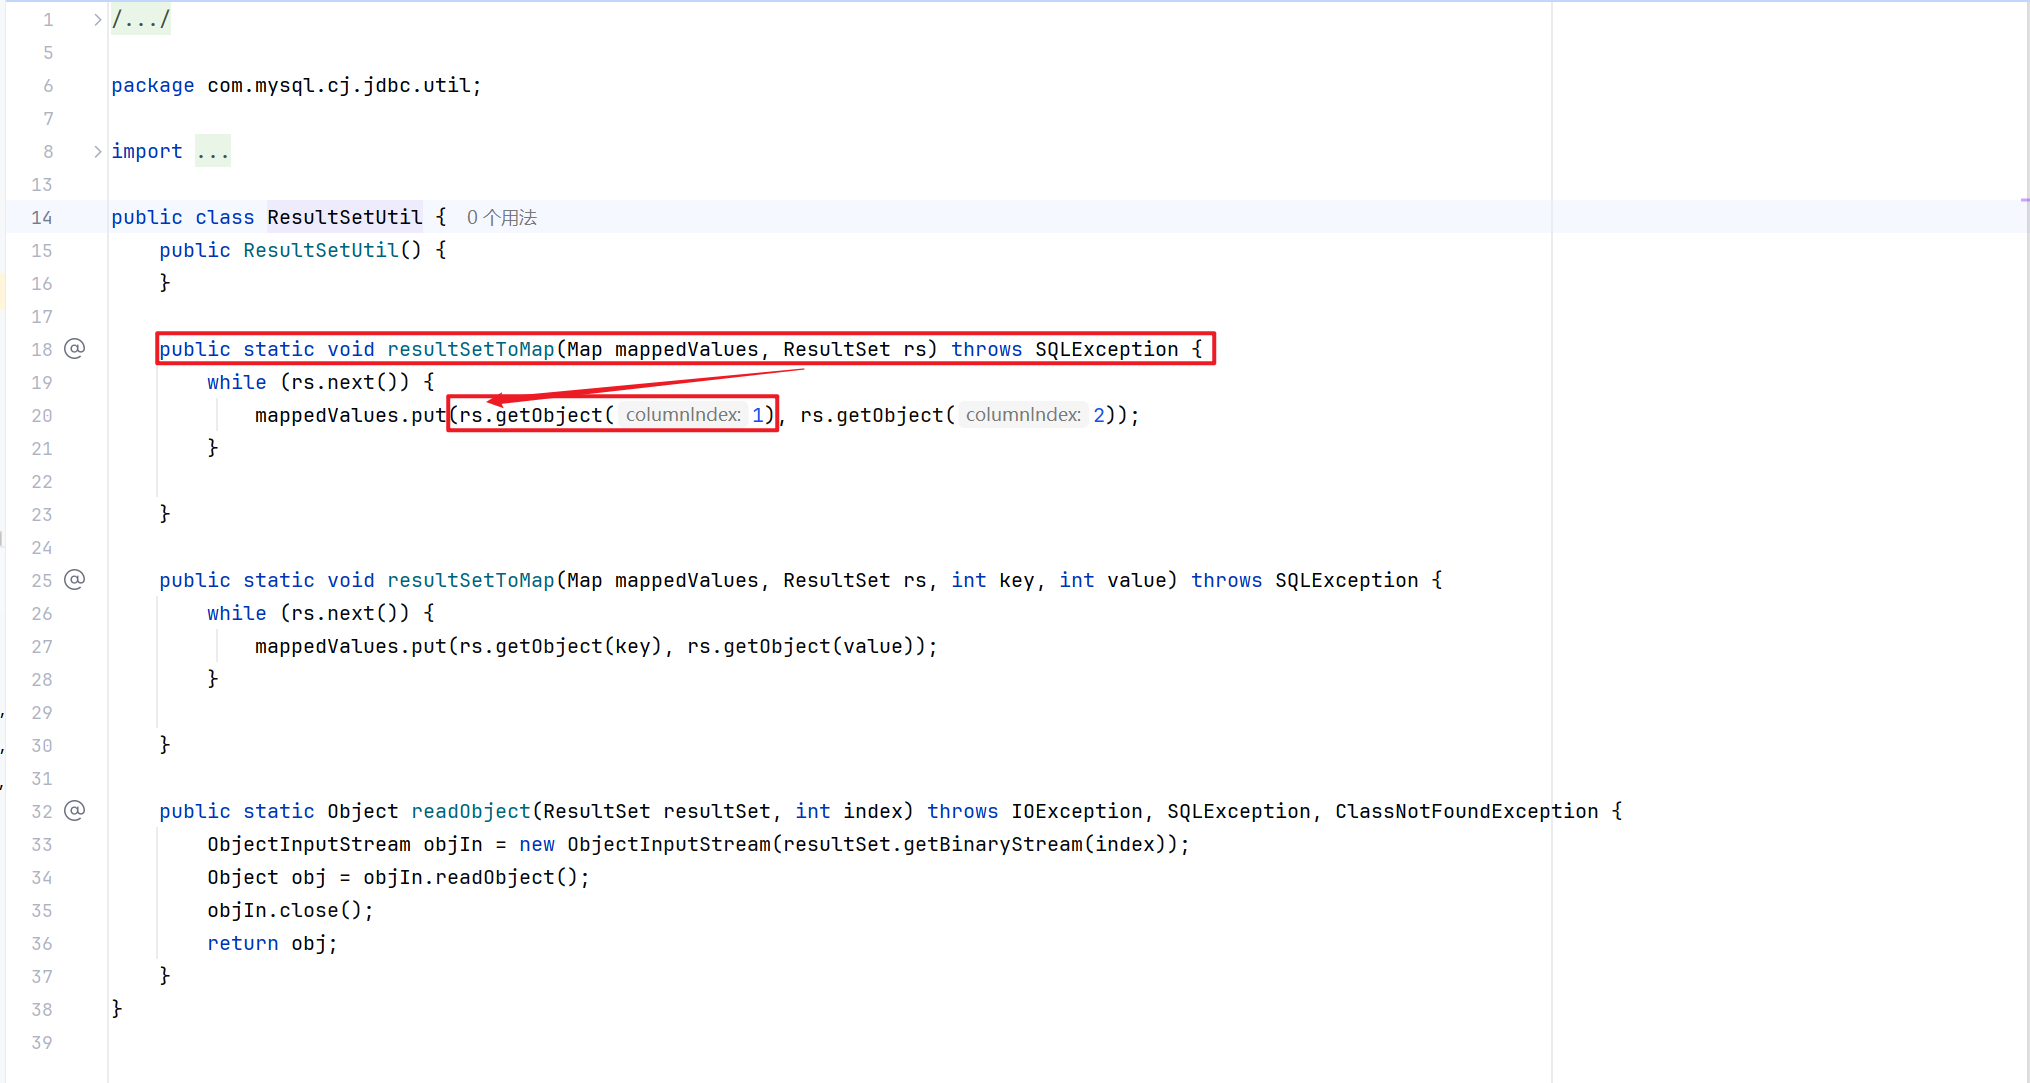 1 /.../
5
6 package com.mysql.cj.jdbc.util;
7
8 import ...
13
14 public class ResultSetUtil { 0 个用法
15 public ResultSetUtil() {
16 }
17
18 @ public static void resultSetToMap(Map mappedValues, ResultSet rs) throws SQLException {
19 while (rs.next()) {
20 mappedValues.put(rs.getObject( columnIndex: 1), rs.getObject( columnIndex: 2));
21 }
22
23 }
24
25 @ public static void resultSetToMap(Map mappedValues, ResultSet rs, int key, int value) throws SQLException {
26 while (rs.next()) {
27 mappedValues.put(rs.getObject(key), rs.getObject(value));
28 }
29
30 }
31
32 @ public static Object readObject(ResultSet resultSet, int index) throws IOException, SQLException, ClassNotFoundException {
33 ObjectInputStream objIn = new ObjectInputStream(resultSet.getBinaryStream(index));
34 Object obj = objIn.readObject();
35 objIn.close();
36 return obj;
37 }
38 }
39